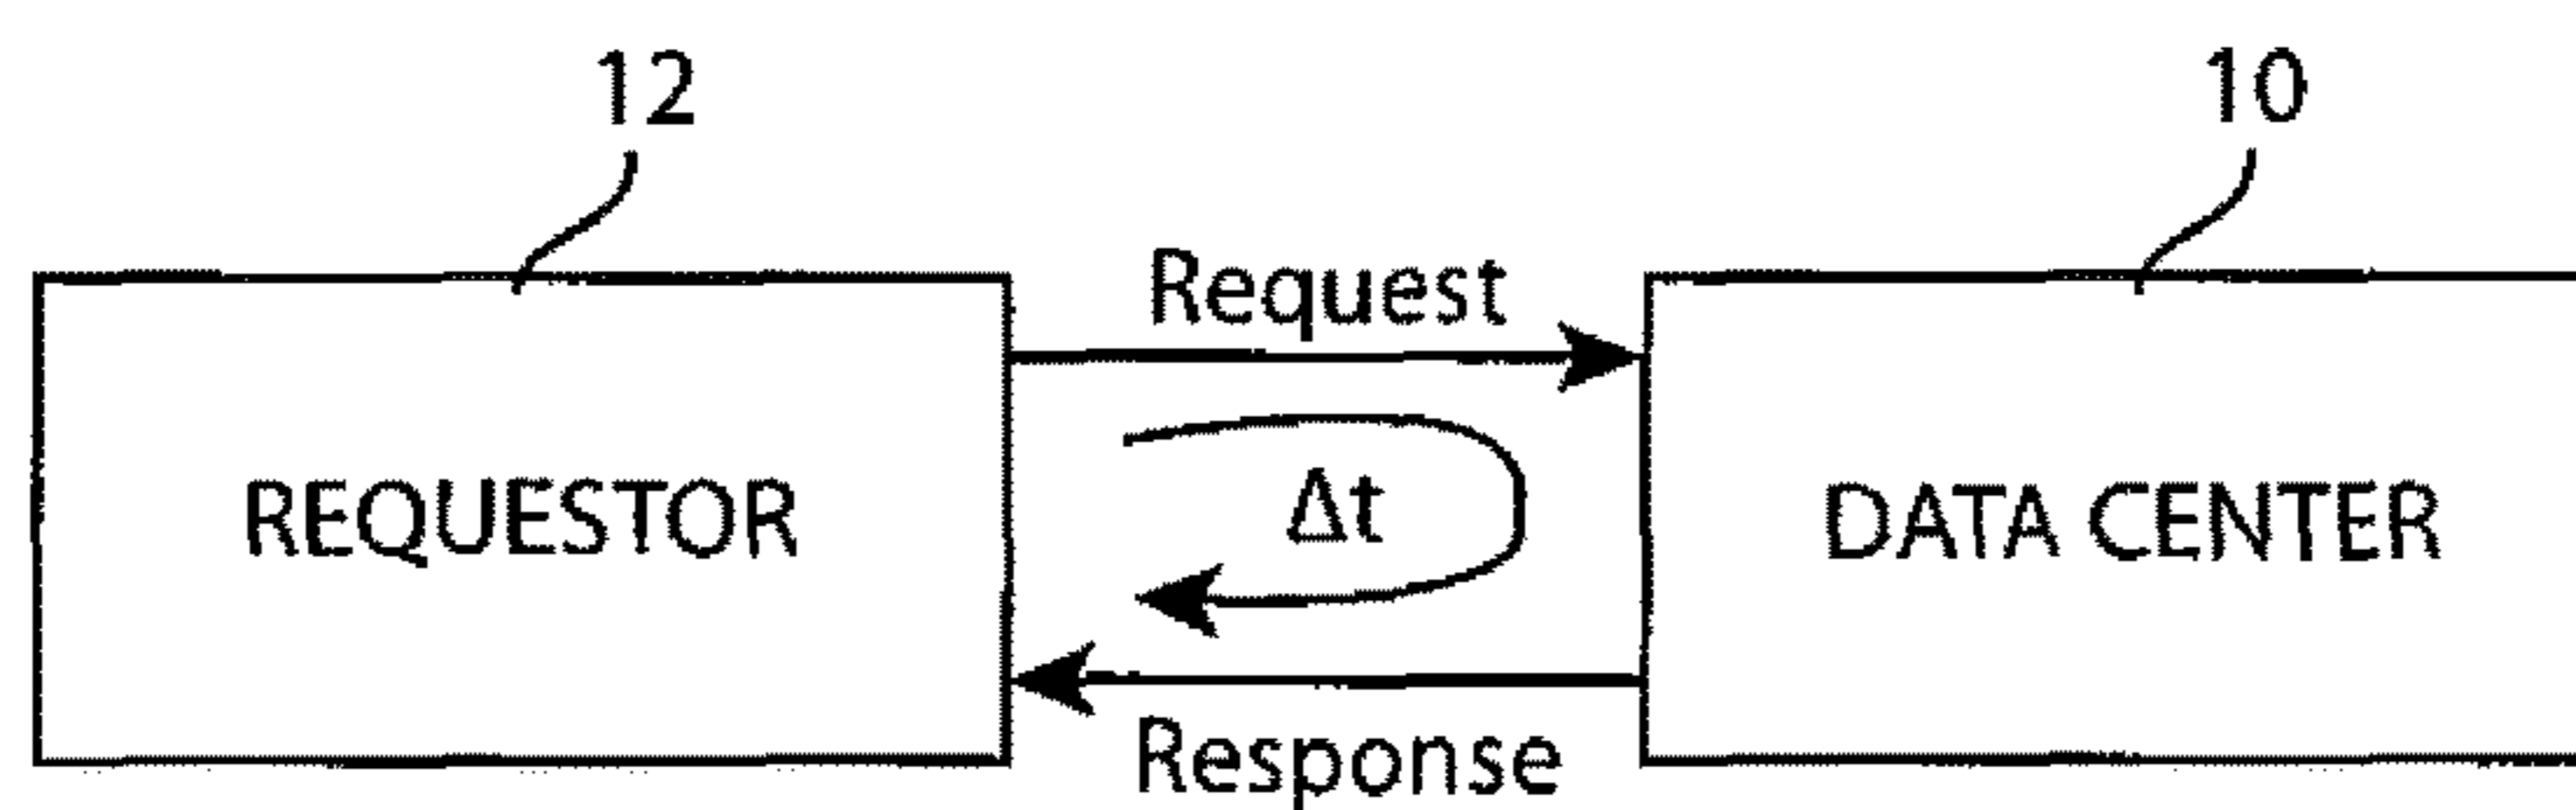 12
10
Request
REQUESTOR
Δt
DATA CENTER
Response